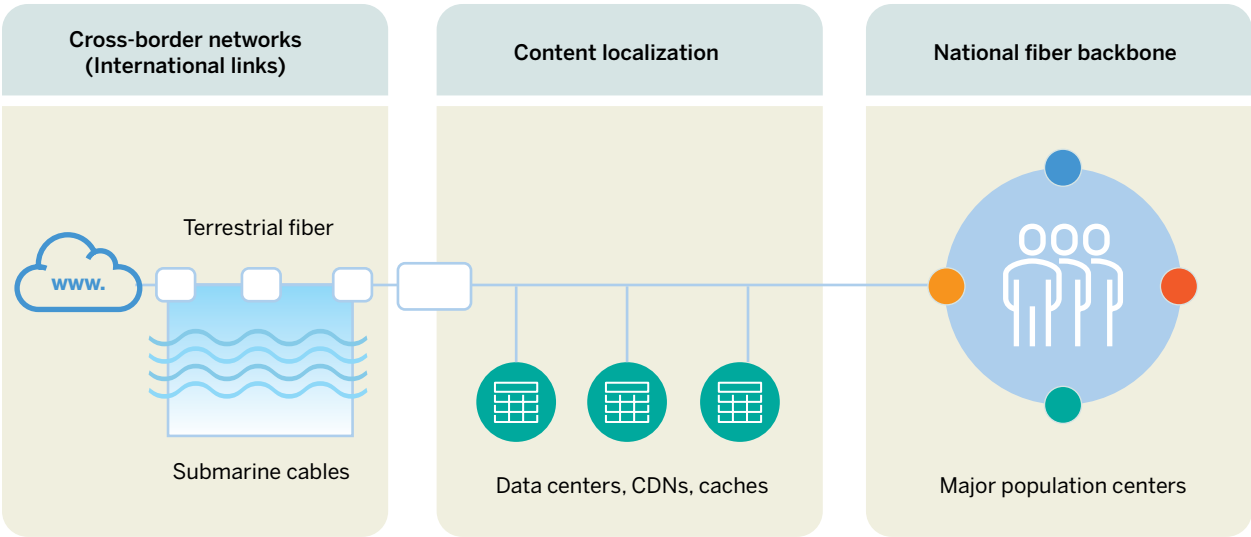 Cross-border networks
(International links)
Content localization
National fiber backbone
Terrestrial fiber
www.
Submarine cables
Data centers, CDNs, caches
Major population centers